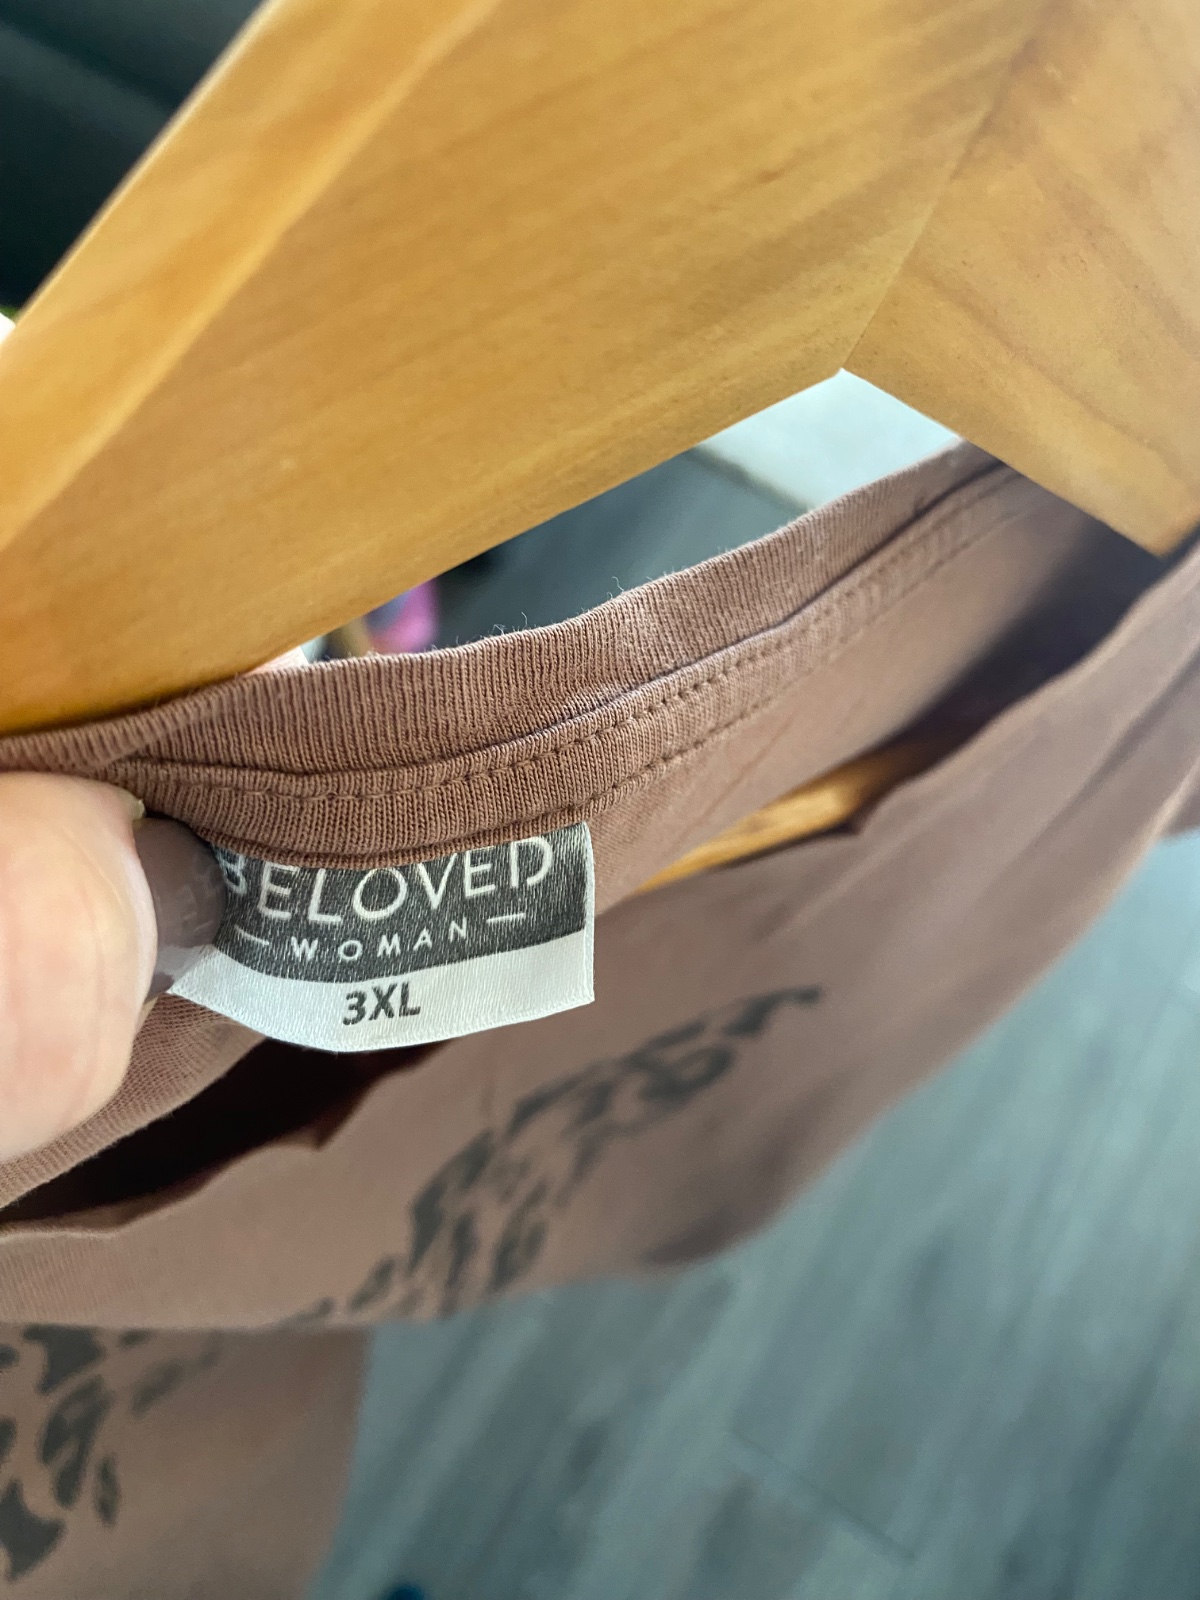 BELOVED
— WOMAN —
3XL